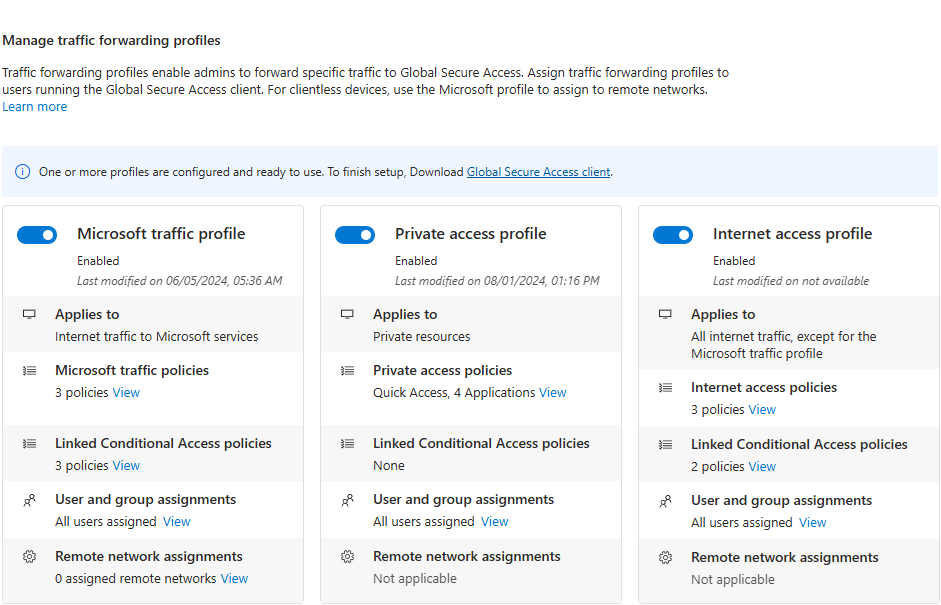 Manage traffic forwarding profiles
Traffic forwarding profiles enable admins to forward specific traffic to Global Secure Access. Assign traffic forwarding profiles to
users running the Global Secure Access client. For clientless devices, use the Microsoft profile to assign to remote networks.
Learn more
One or more profiles are configured and ready to use. To finish setup, Download Global Secure Access client.
Microsoft traffic profile
Enabled
Last modified on 06/05/2024, 05:36 AM
Applies to
Internet traffic to Microsoft services
Microsoft traffic policies
3 policies View
Linked Conditional Access policies
3 policies View
User and group assignments
All users assigned View
Remote network assignments
0 assigned remote networks View
Private access profile
Enabled
Last modified on 08/01/2024, 01:16 PM
Applies to
Private resources
Private access policies
Quick Access, 4 Applications View
Linked Conditional Access policies
None
User and group assignments
All users assigned View
Remote network assignments
Not applicable
Internet access profile
Enabled
Last modified on not available
Applies to
All internet traffic, except for the
Microsoft traffic profile
Internet access policies
3 policies View
Linked Conditional Access policies
2 policies View
User and group assignments
All users assigned View
Remote network assignments
Not applicable